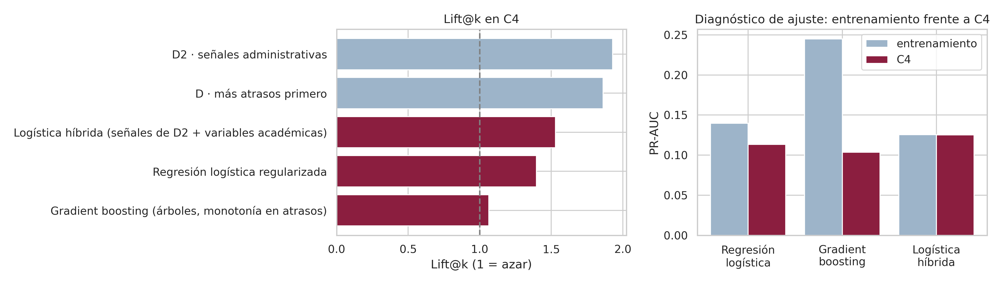 Lift@k en C4
D2 · señales administrativas
D · más atrasos primero
Logística híbrida (señales de D2 + variables académicas)
Regresión logística regularizada
Gradient boosting (árboles, monotonía en atrasos)
0.0 0.5 1.0 1.5 2.0
Lift@k (1 = azar)
Diagnóstico de ajuste: entrenamiento frente a C4
entrenamiento
C4
PR-AUC
0.25
0.20
0.15
0.10
0.05
0.00
Regresión
logística
Gradient
boosting
Logística
híbrida